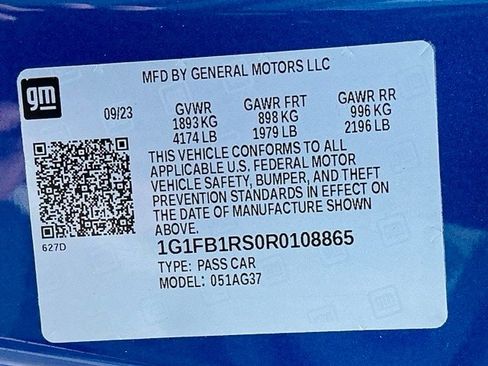 gm
MFD BY GENERAL MOTORS LLC
09/23 GVWR GAWR FRT GAWR RR
1893 KG 898 KG 996 KG
4174 LB 1979 LB 2196 LB
THIS VEHICLE CONFORMS TO ALL
APPLICABLE U.S. FEDERAL MOTOR
VEHICLE SAFETY, BUMPER, AND THEFT
PREVENTION STANDARDS IN EFFECT ON
THE DATE OF MANUFACTURE SHOWN
ABOVE.
627D
1G1FB1RS0R0108865
TYPE: PASS CAR
MODEL: 051AG37